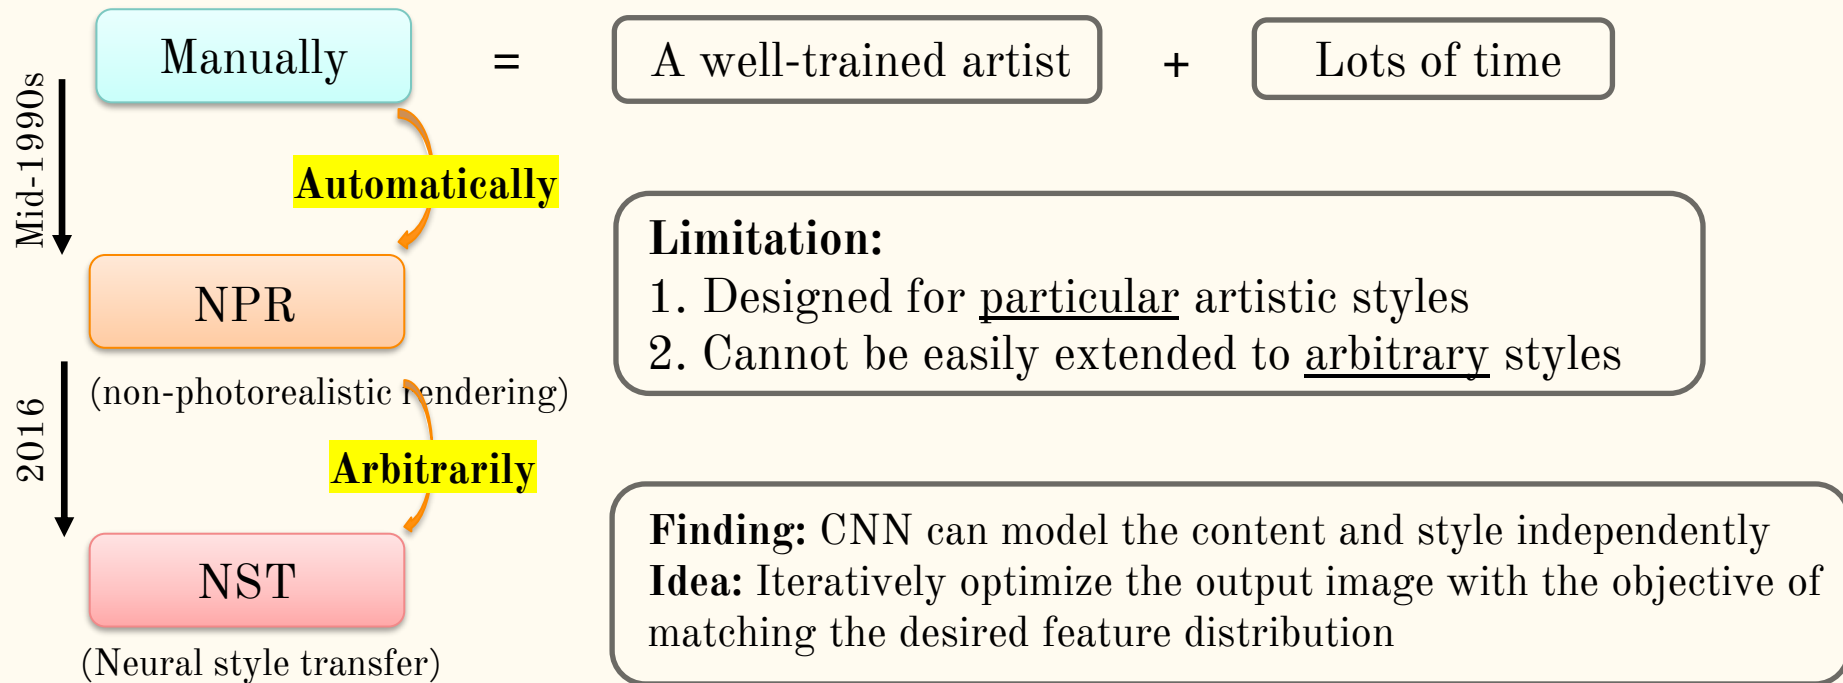 Manually = A well-trained artist + Lots of time
Mid-1990s
Automatically
NPR
(non-photorealistic rendering)
Limitation:
1. Designed for particular artistic styles
2. Cannot be easily extended to arbitrary styles
2016
Arbitrarily
NST
(Neural style transfer)
Finding: CNN can model the content and style independently
Idea: Iteratively optimize the output image with the objective of
matching the desired feature distribution